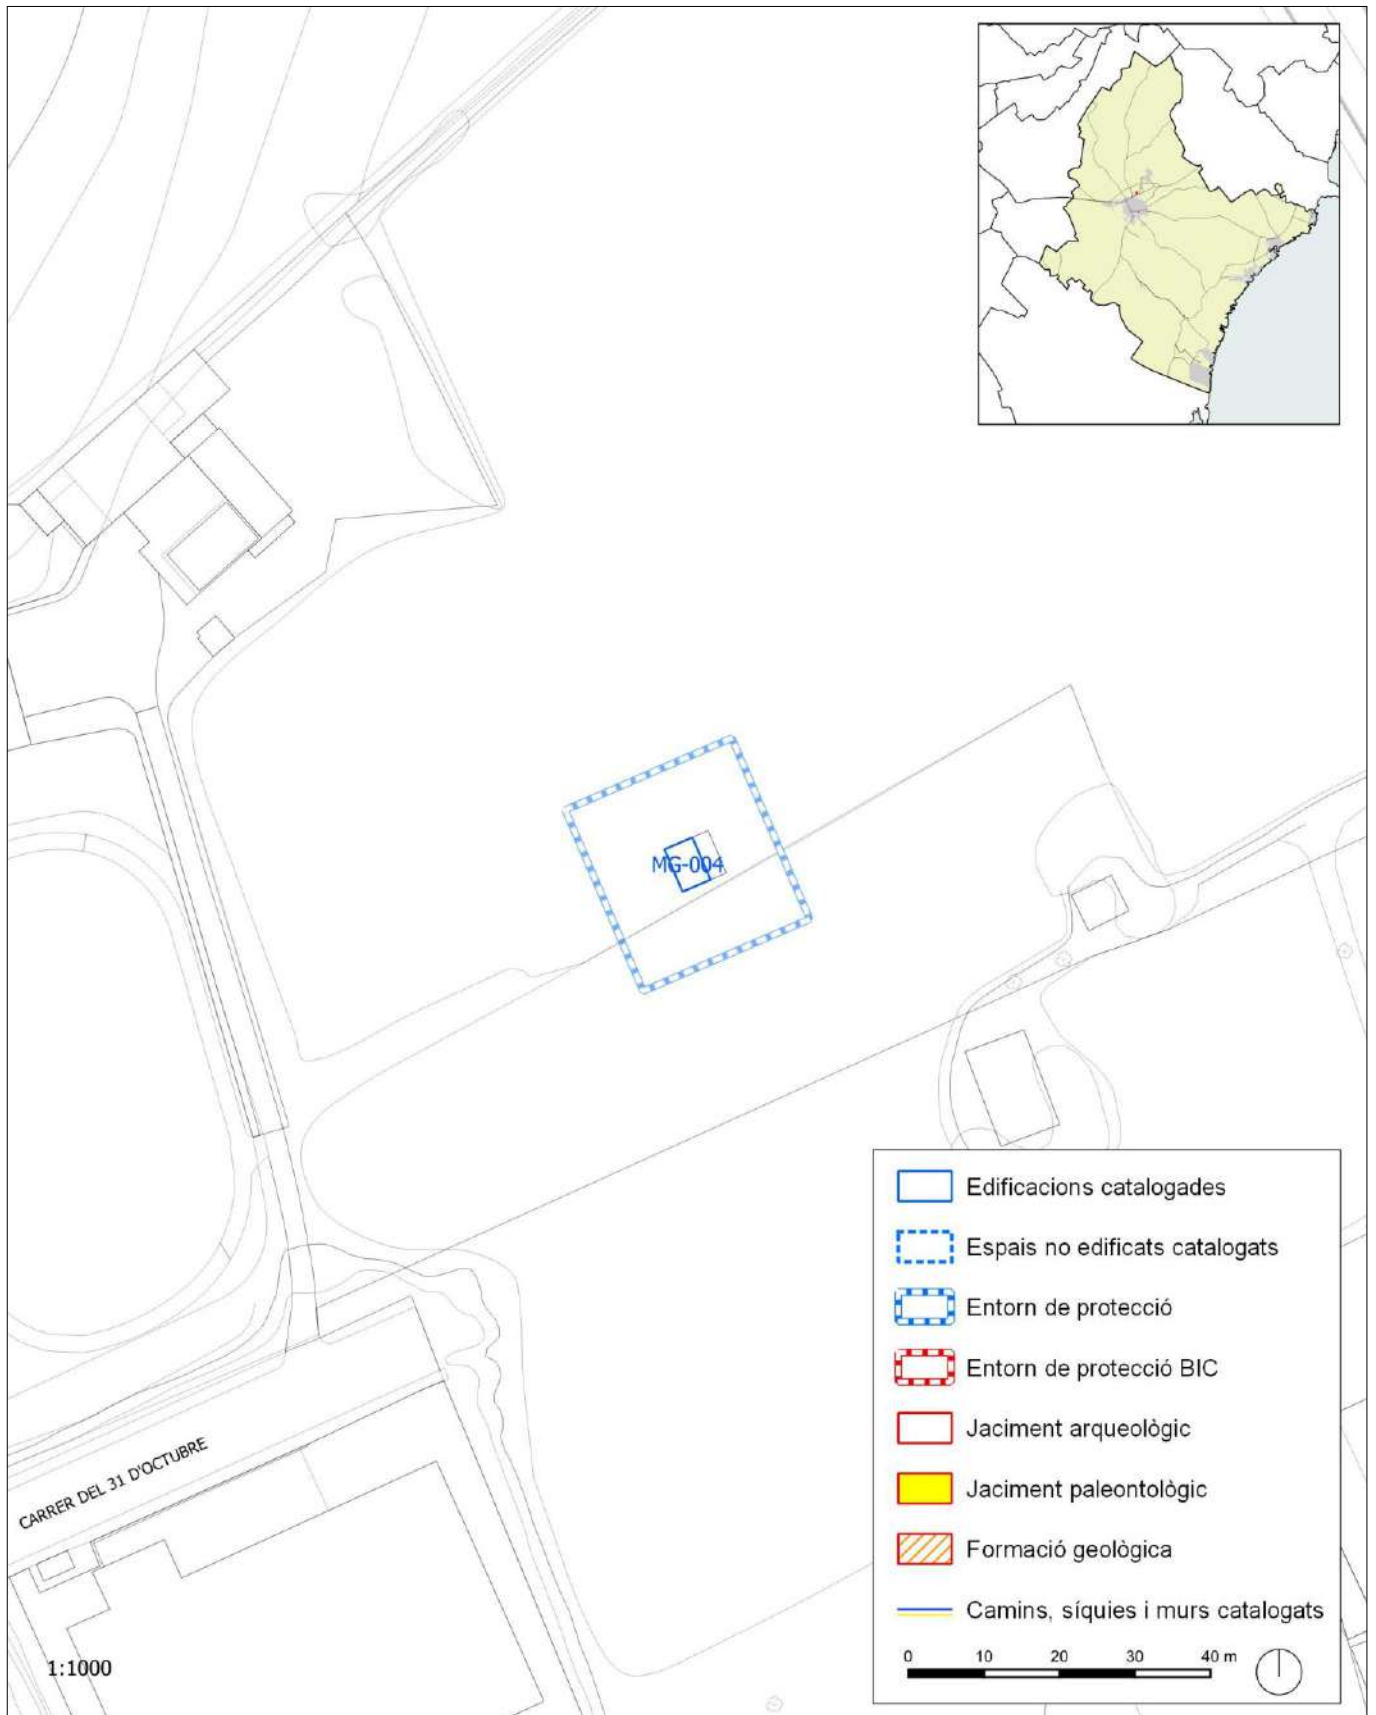 MG-004
CARRER DEL 31 D'OCTUBRE
1:1000
Edificacions catalogades
Espais no edificats catalogats
Entorn de protecció
Entorn de protecció BIC
Jaciment arqueològic
Jaciment paleontològic
Formació geològica
Camins, síquies i murs catalogats
0 10 20 30 40 m